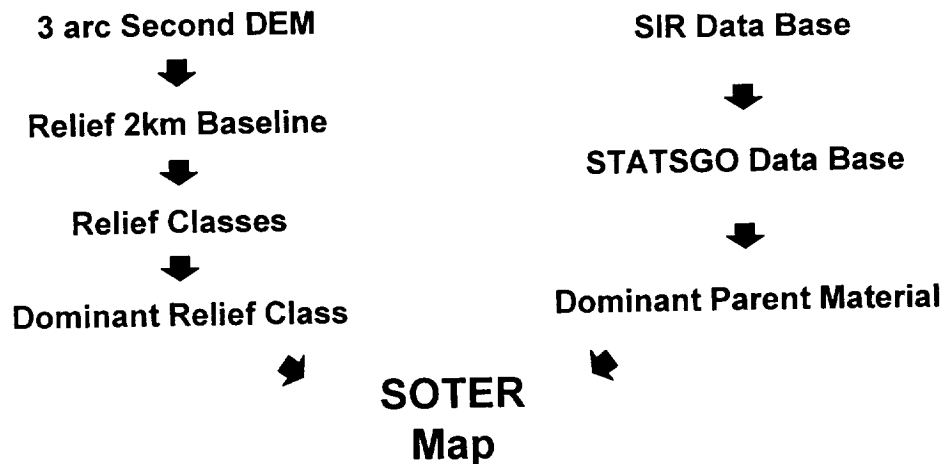 3 arc Second DEM
Relief 2km Baseline
Relief Classes
Dominant Relief Class
SIR Data Base
STATSGO Data Base
Dominant Parent Material
SOTER
Map